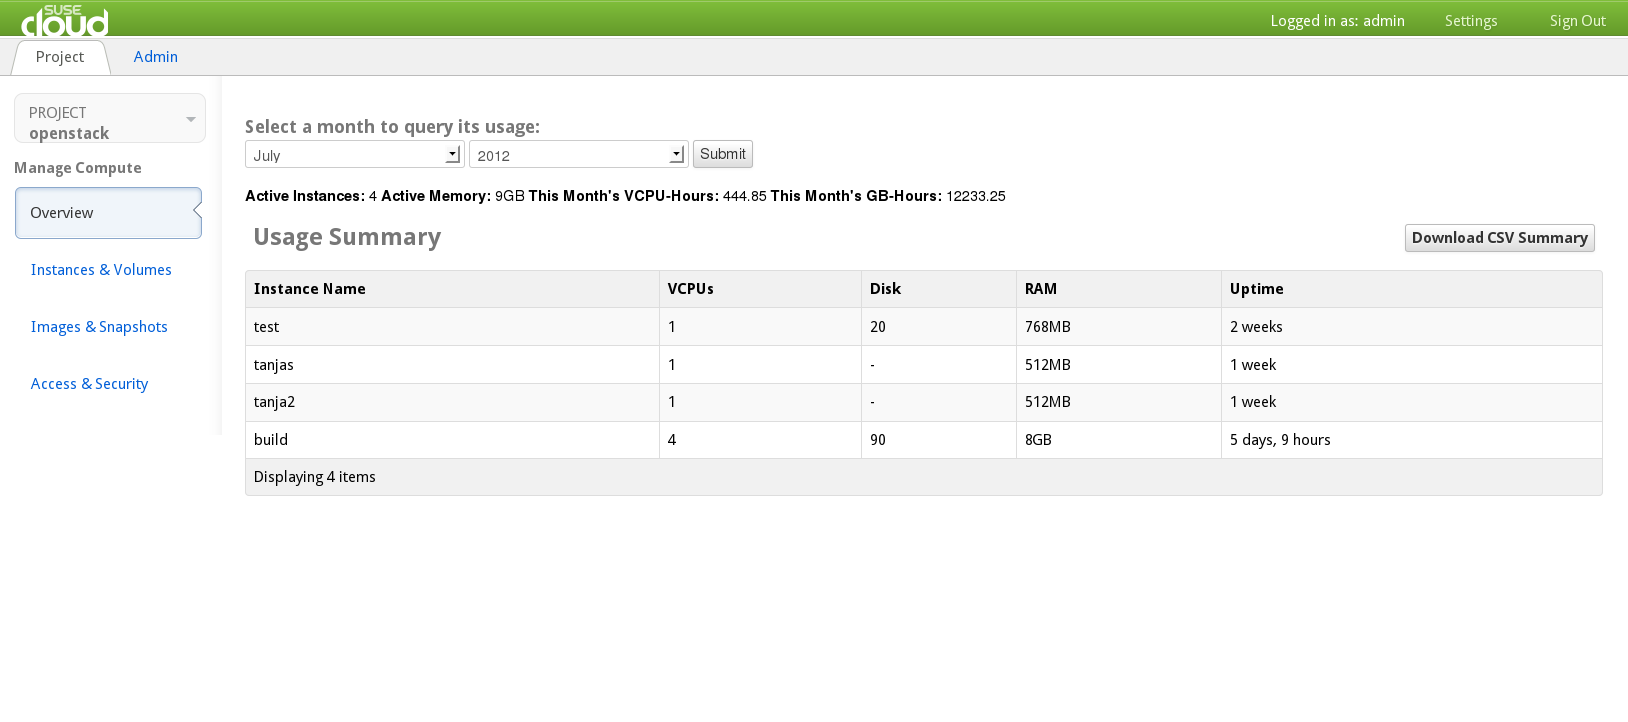 SUSE cloud
Logged in as: admin Settings Sign Out
Project Admin
PROJECT
openstack
Manage Compute
Overview
Instances & Volumes
Images & Snapshots
Access & Security
Select a month to query its usage:
July 2012 Submit
Active Instances: 4 Active Memory: 9GB This Month's VCPU-Hours: 444.85 This Month's GB-Hours: 12233.25
Usage Summary Download CSV Summary
Instance Name VCPUs Disk RAM Uptime
test 1 20 768MB 2 weeks
tanjas 1 - 512MB 1 week
tanja2 1 - 512MB 1 week
build 4 90 8GB 5 days, 9 hours
Displaying 4 items